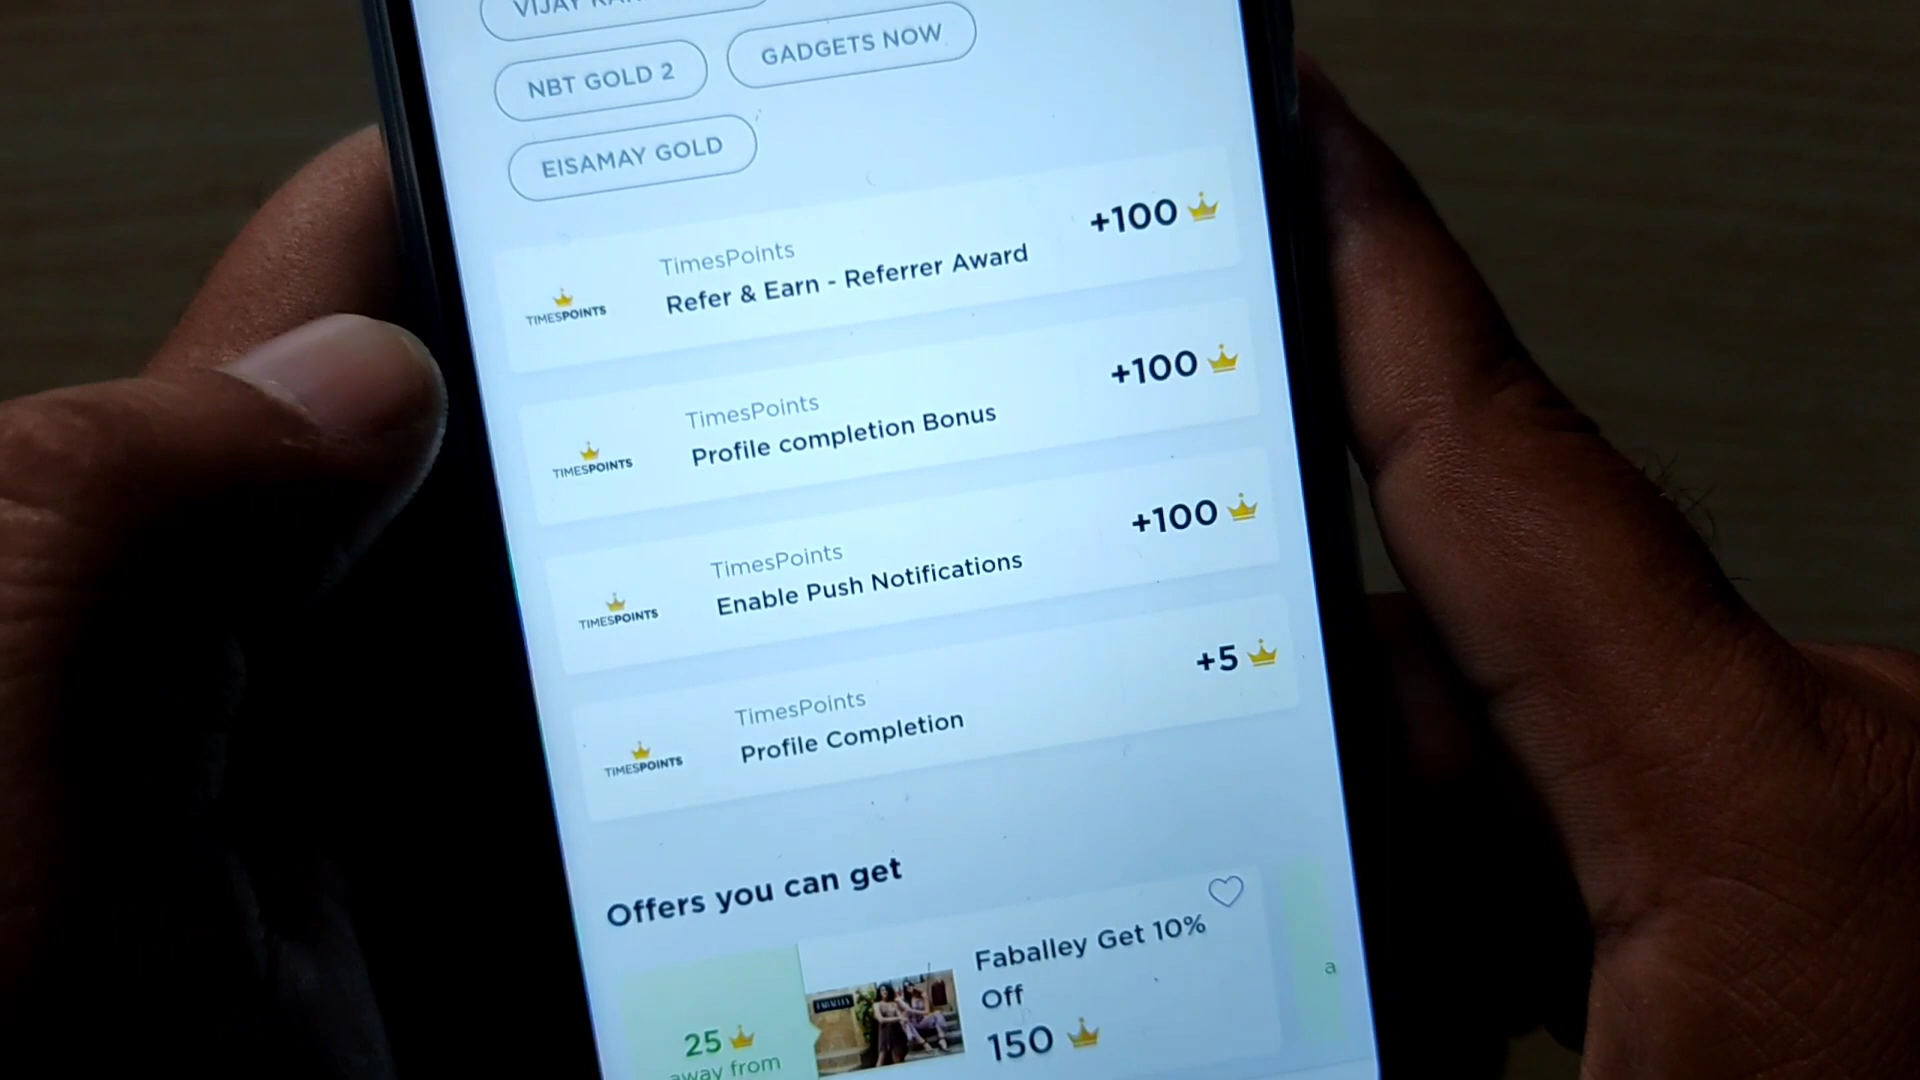 VIJAY
NBT GOLD 2
GADGETS NOW
EISAMAY GOLD
TIMESPOINTS
TimesPoints
Refer & Earn - Referrer Award
+100
TIMESPOINTS
TimesPoints
Profile completion Bonus
+100
TIMESPOINTS
TimesPoints
Enable Push Notifications
+100
TIMESPOINTS
TimesPoints
Profile Completion
+5
Offers you can get
25
away from
FABALLEY
Faballey Get 10%
Off
150
a